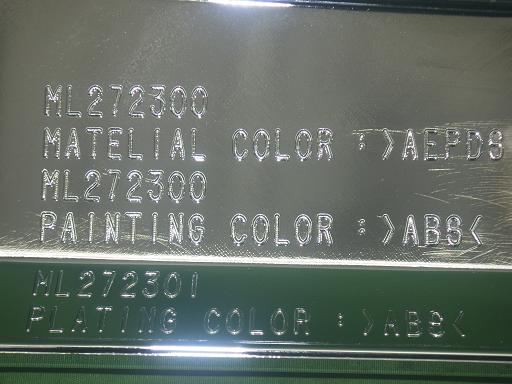 ML272300
MATELIAL COLOR :>AEPDS
ML272300
PAINTING COLOR :>ABS<
ML272301
PLATING COLOR :>ABS<